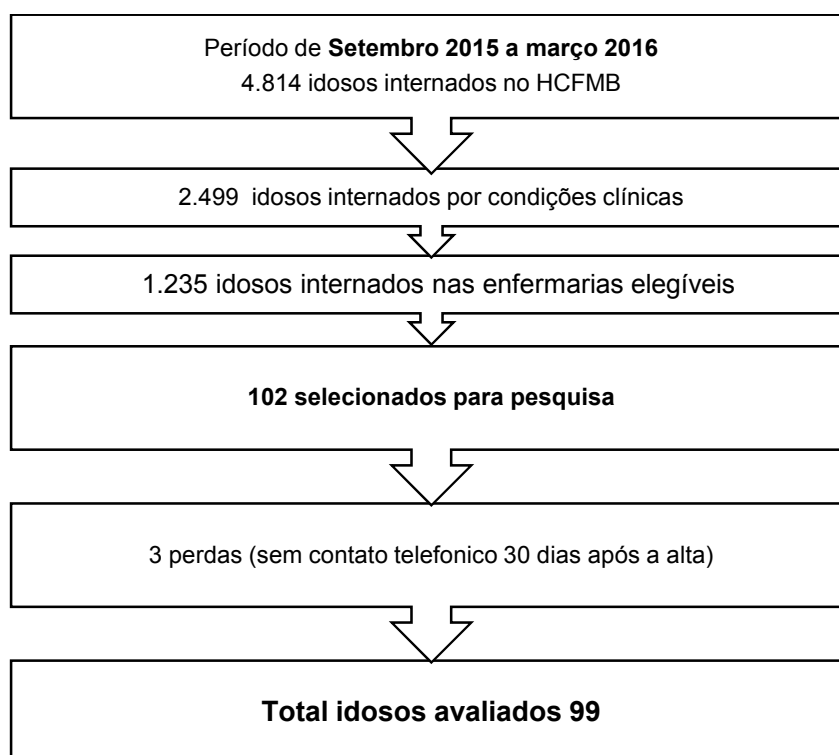 Período de Setembro 2015 a março 2016
4.814 idosos internados no HCFMB
2.499 idosos internados por condições clínicas
1.235 idosos internados nas enfermarias elegíveis
102 selecionados para pesquisa
3 perdas (sem contato telefonico 30 dias após a alta)
Total idosos avaliados 99